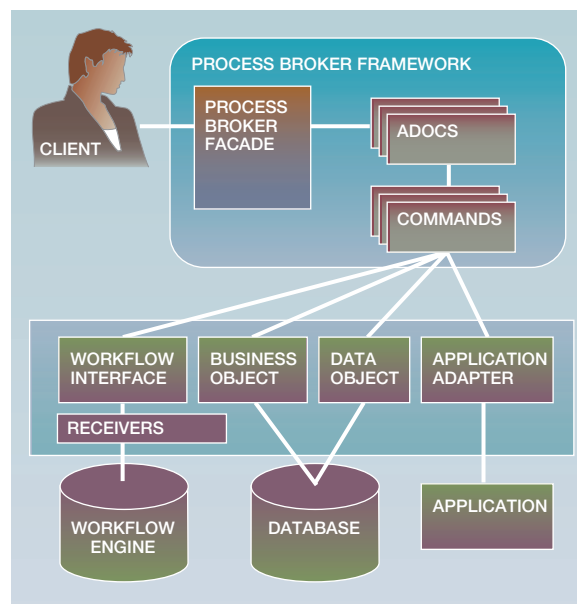 PROCESS BROKER FRAMEWORK
PROCESS
BROKER
FACADE
ADOCS
CLIENT
COMMANDS
WORKFLOW
INTERFACE
BUSINESS
OBJECT
DATA
OBJECT
APPLICATION
ADAPTER
RECEIVERS
WORKFLOW
ENGINE
DATABASE
APPLICATION